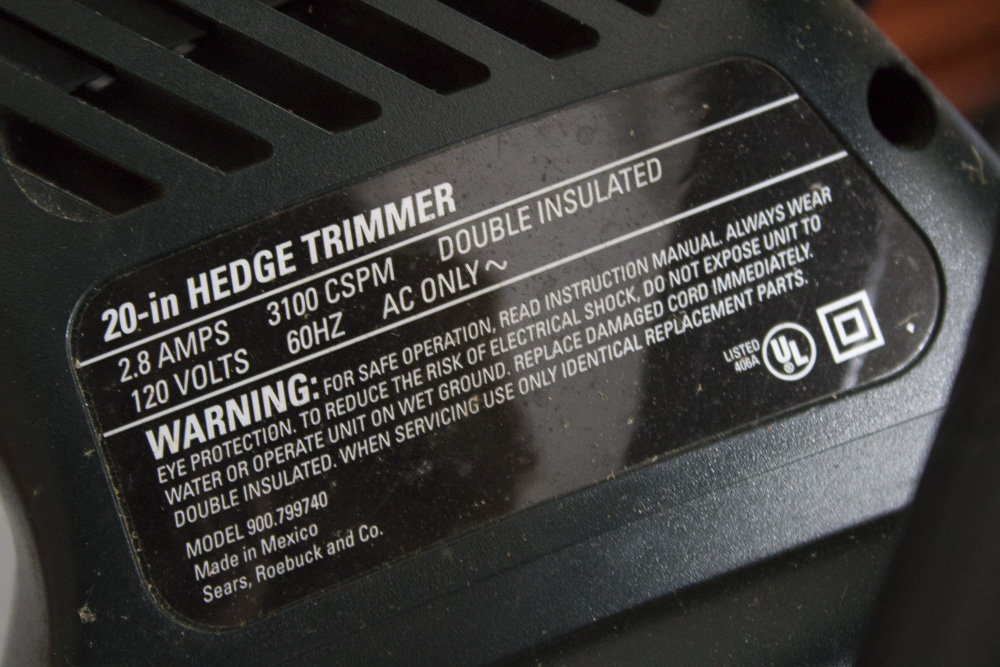 20-in HEDGE TRIMMER
2.8 AMPS 3100 CSPM DOUBLE INSULATED
120 VOLTS 60HZ AC ONLY ~
WARNING: FOR SAFE OPERATION, READ INSTRUCTION MANUAL. ALWAYS WEAR
EYE PROTECTION. TO REDUCE THE RISK OF ELECTRICAL SHOCK, DO NOT EXPOSE UNIT TO
WATER OR OPERATE UNIT ON WET GROUND. REPLACE DAMAGED CORD IMMEDIATELY.
DOUBLE INSULATED. WHEN SERVICING USE ONLY IDENTICAL REPLACEMENT PARTS.
LISTED
406A
UL
®
MODEL 900.799740
Made in Mexico
Sears, Roebuck and Co.